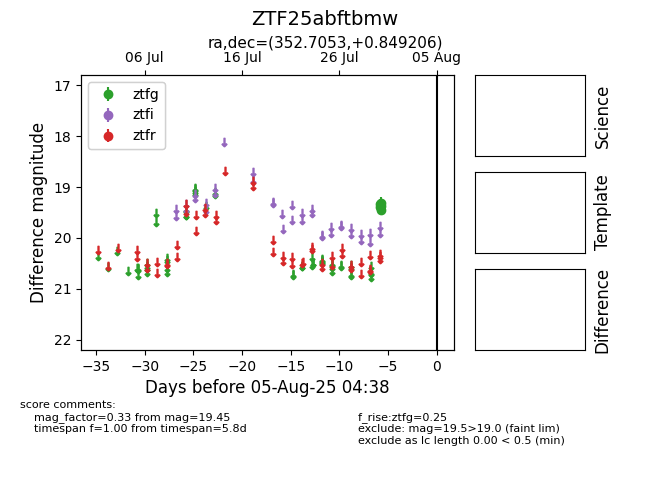 ZTF25abftbmw
ra,dec=(352.7053,+0.849206)
06 Jul 16 Jul 26 Jul 05 Aug
17
18
19
20
21
22
Difference magnitude
ztfg
ztfi
ztfr
−35 −30 −25 −20 −15 −10 −5 0
Days before 05-Aug-25 04:38
Science
Template
Difference
score comments:
mag_factor=0.33 from mag=19.45
timespan f=1.00 from timespan=5.8d
f_rise:ztfg=0.25
exclude: mag=19.5>19.0 (faint lim)
exclude as lc length 0.00 < 0.5 (min)